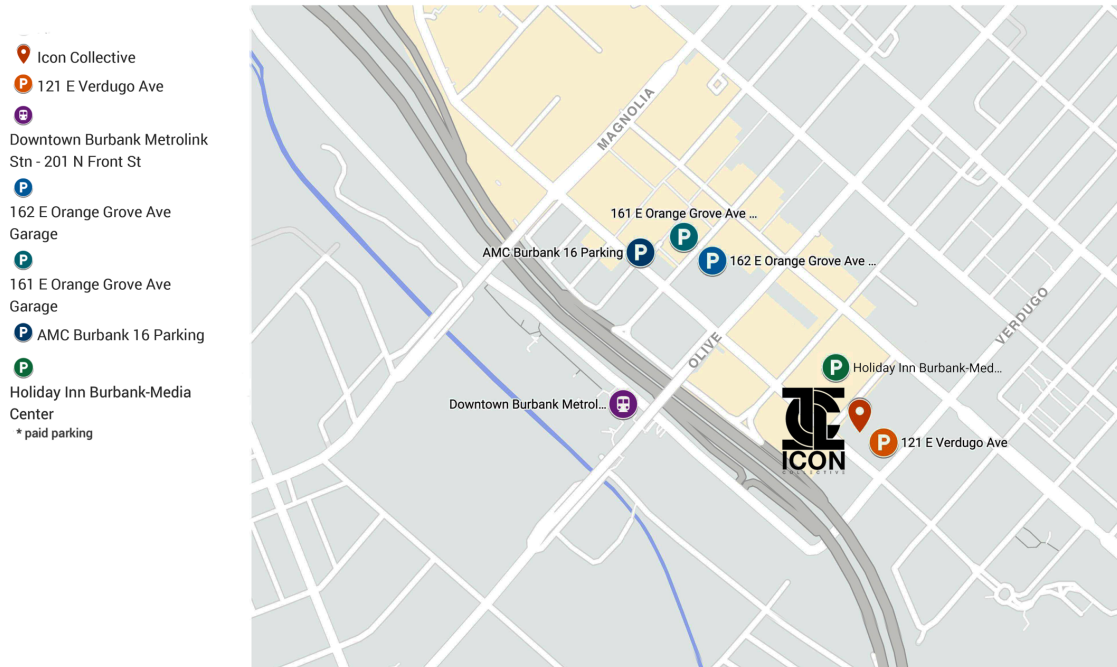 Icon Collective
P 121 E Verdugo Ave
Downtown Burbank Metrolink
Stn - 201 N Front St
P
162 E Orange Grove Ave
Garage
P
161 E Orange Grove Ave
Garage
P AMC Burbank 16 Parking
P
Holiday Inn Burbank-Media
Center
* paid parking
MAGNOLIA
161 E Orange Grove Ave ...
AMC Burbank 16 Parking P
P
P 162 E Orange Grove Ave ...
VERDUGO
OLIVE
P Holiday Inn Burbank-Med...
Downtown Burbank Metrol...
P 121 E Verdugo Ave
ICON
COLLECTIVE